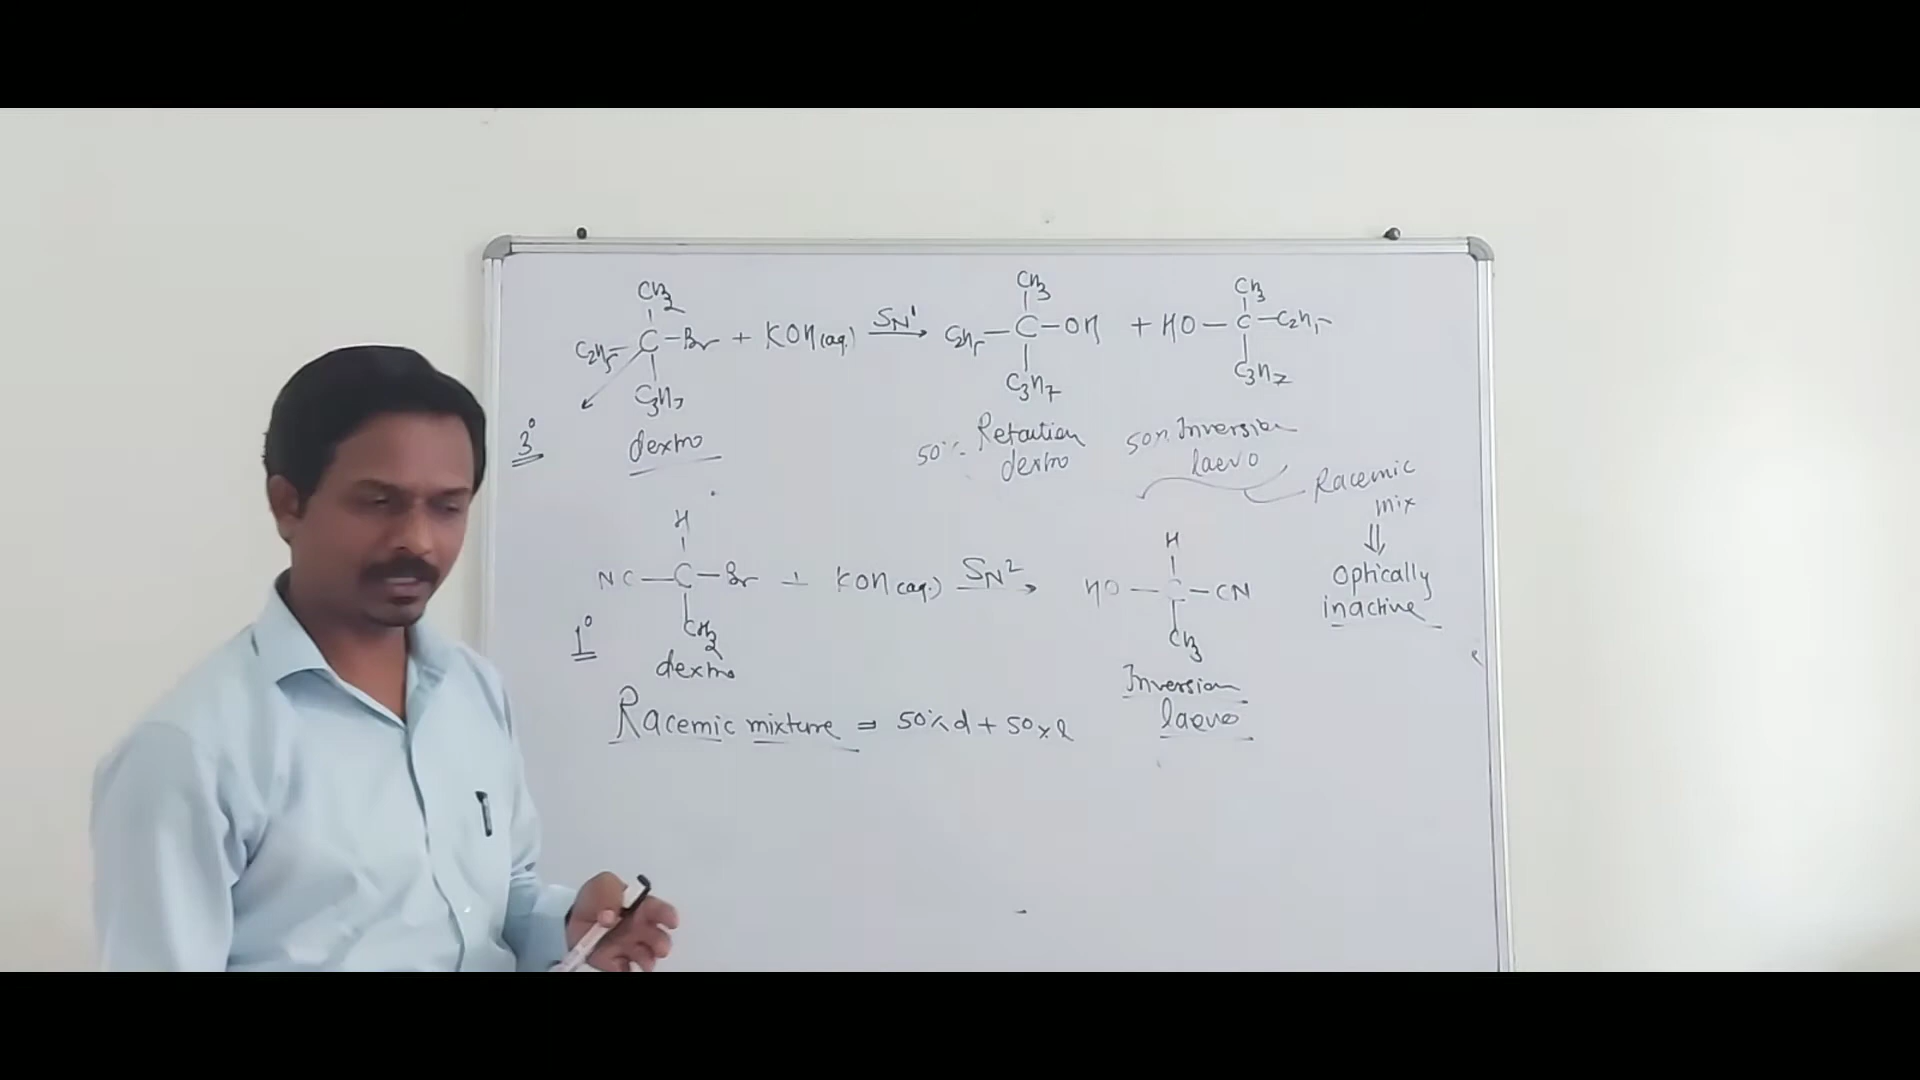 CH3 CH3 CH3
C2H5 – C – Br + KOH (aq.) SN1 → C2H5 – C – OH + HO – C – C2H5
C3H7 C3H7 C3H7
3° dextro 50% Retention dextro 50% Inversion laevo
Racemic mix
⇓
Optically inactive
H H
NC – C – Br + KOH (aq.) SN2 → HO – C – CN
CH3 CH3
1° dextro Inversion laevo
Racemic mixture = 50% d + 50% l